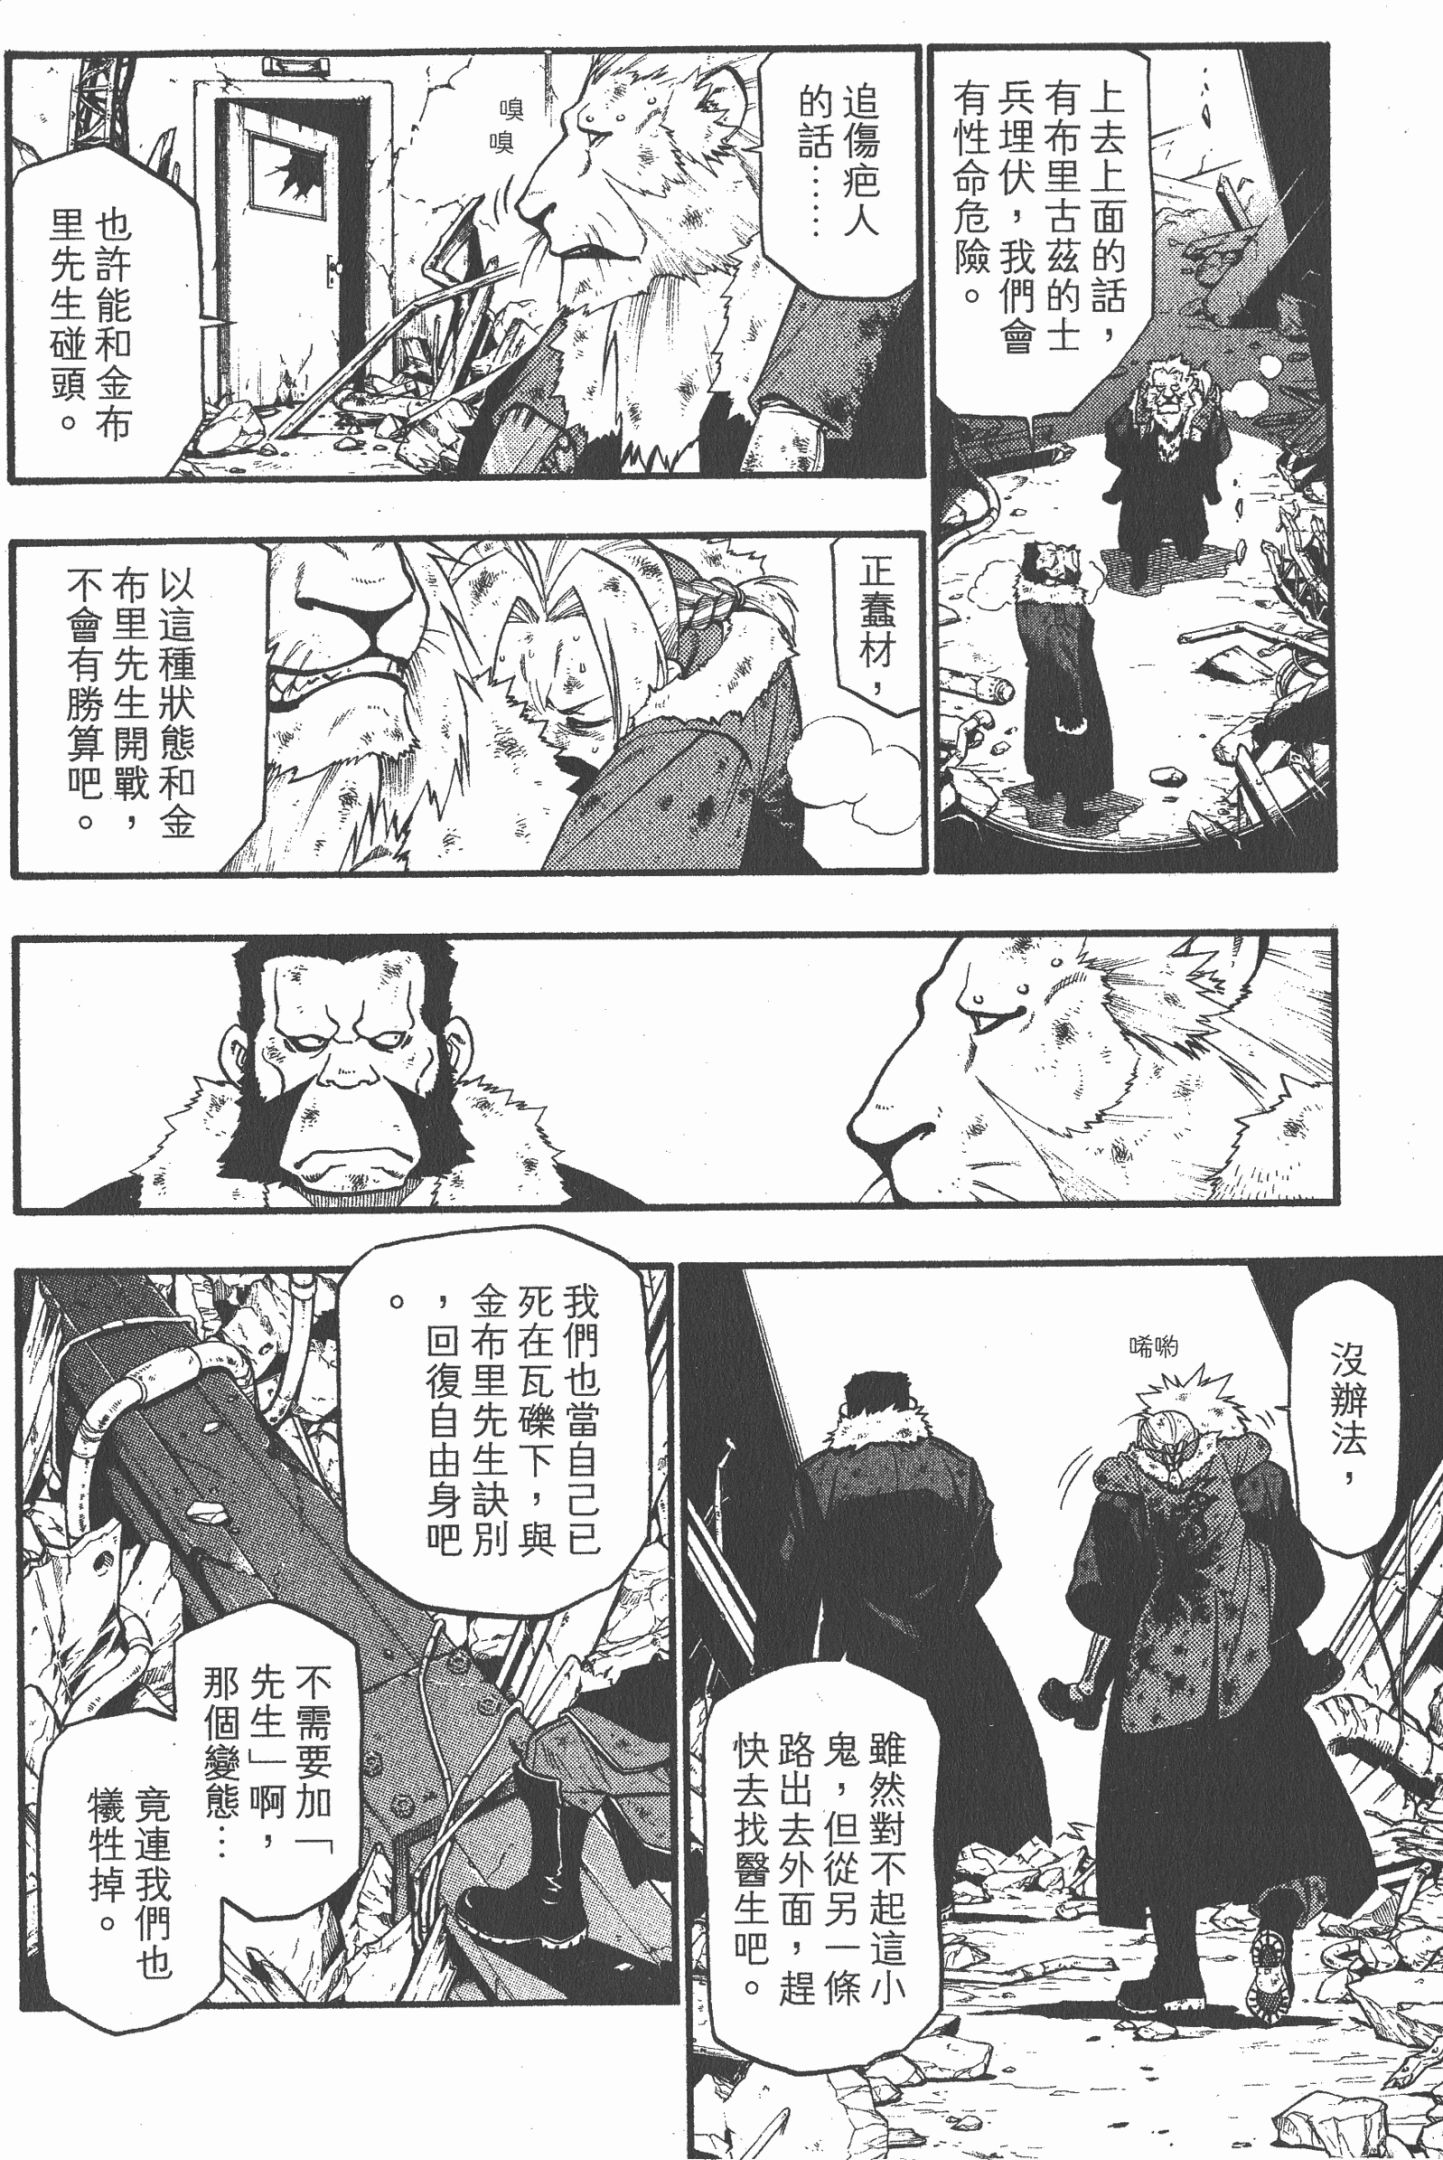 上去上面的話，
有布里古茲的士
兵埋伏，我們會
有性命危險。
追傷疤人
的話……
嗅
嗅
也許能和金布
里先生碰頭。
正蠢材，
以這種狀態和金
布里先生開戰，
不會有勝算吧。
沒辦法，
唏喲
雖然對不起這小
鬼，但從另一條
路出去外面，趕
快去找醫生吧。
我們也當自己已
死在瓦礫下，與
金布里先生訣別
，回復自由身吧
。
不需要加「
先生」啊，
那個變態…
竟連我們也
犧牲掉。